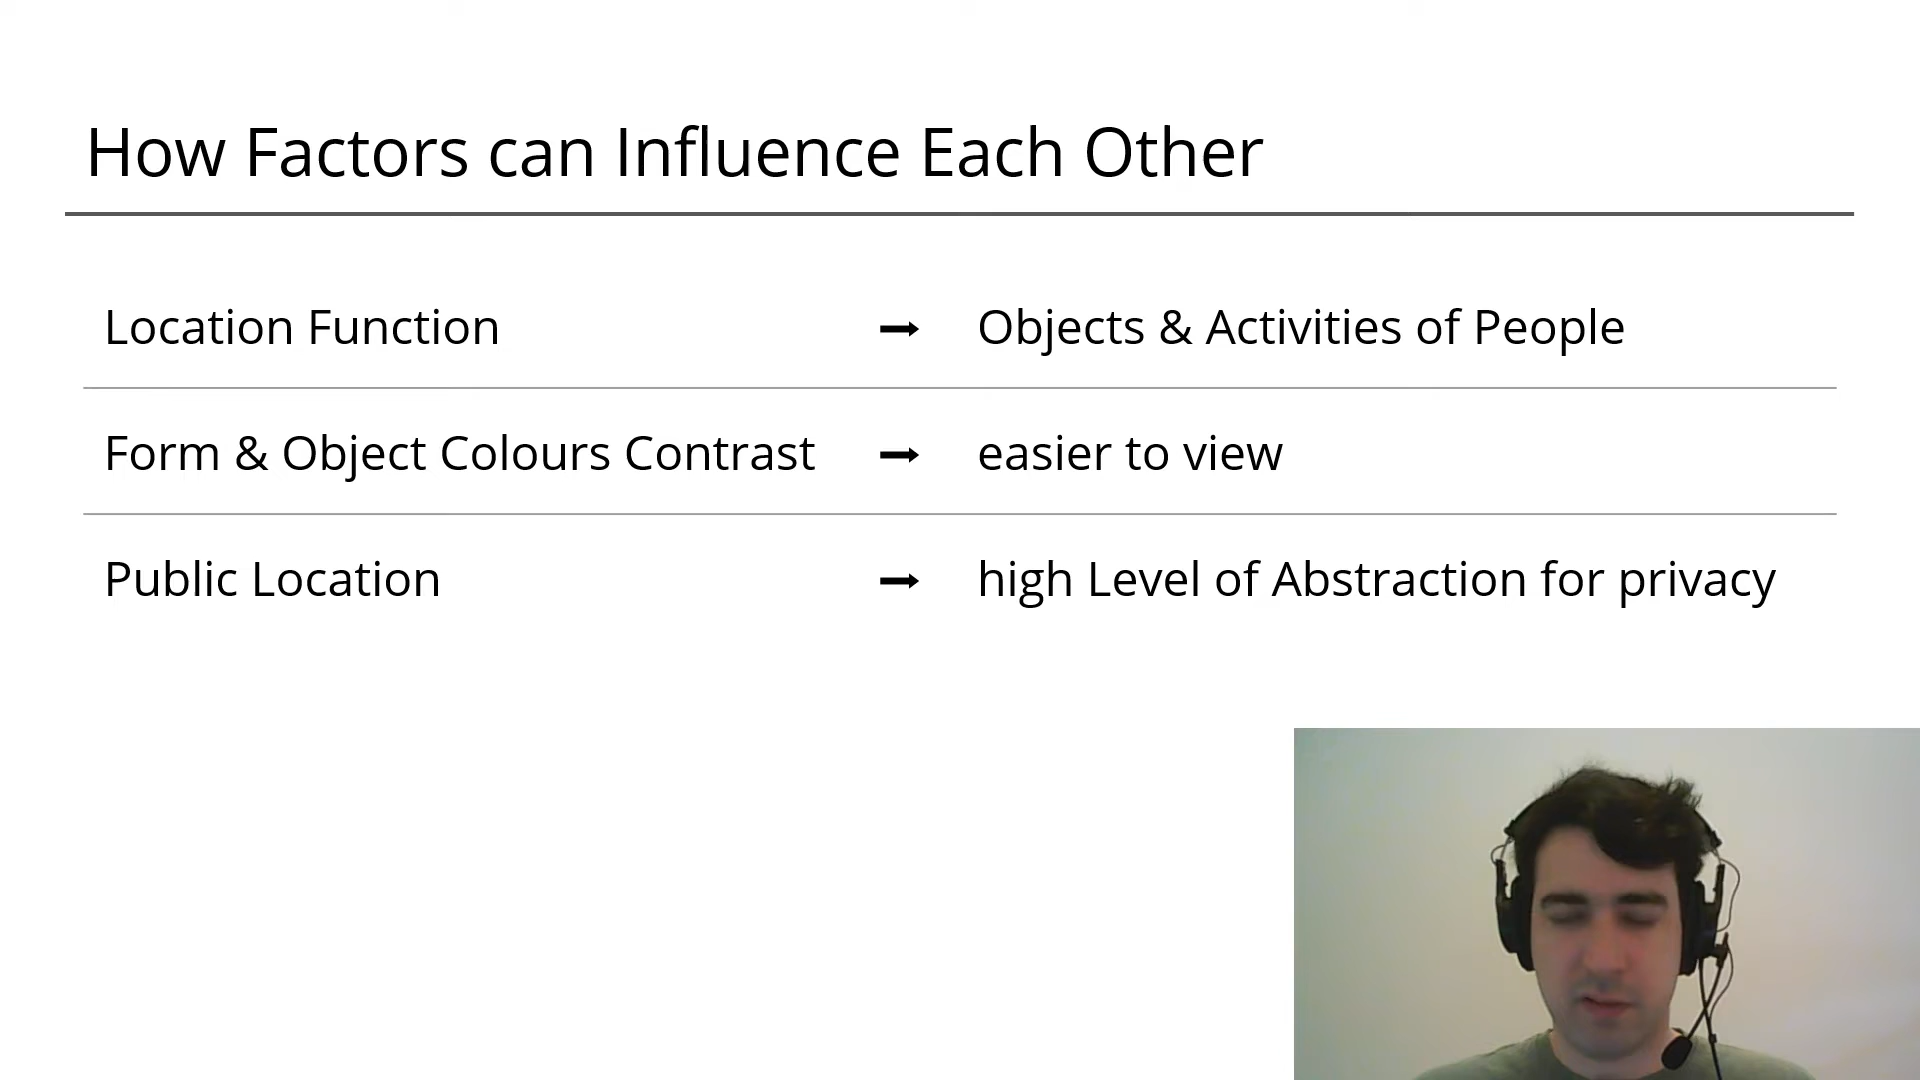 How Factors can Influence Each Other
Location Function → Objects & Activities of People
Form & Object Colours Contrast → easier to view
Public Location → high Level of Abstraction for privacy